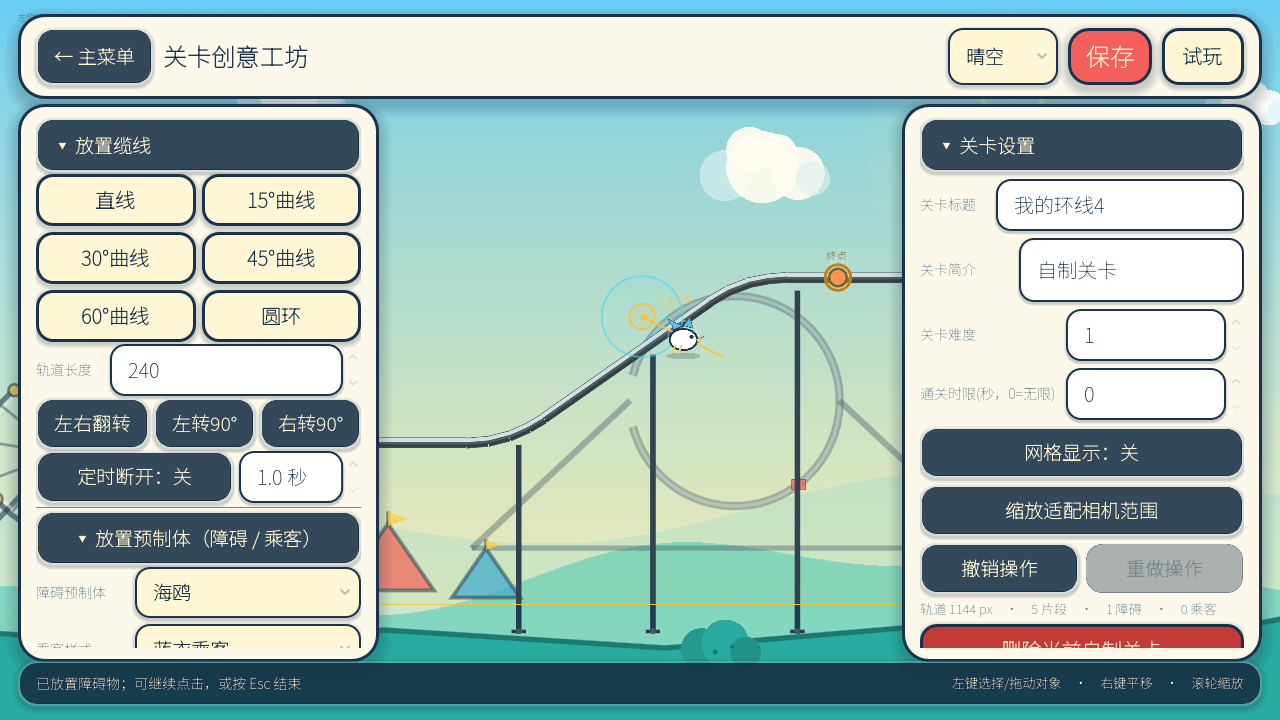 ← 主菜单
关卡创意工坊
晴空
保存
试玩
▼ 放置缆线
直线
15°曲线
30°曲线
45°曲线
60°曲线
圆环
轨道长度
240
左右翻转
左转90°
右转90°
定时断开：关
1.0 秒
▼ 放置预制体（障碍 / 乘客）
障碍预制体
海鸥
终点
▼ 关卡设置
关卡标题
我的环线4
关卡简介
自制关卡
关卡难度
1
通关时限(秒，0=无限)
0
网格显示：关
缩放适配相机范围
撤销操作
重做操作
轨道 1144 px · 5 片段 · 1 障碍 · 0 乘客
删除当前自制关卡
已放置障碍物；可继续点击，或按 Esc 结束
左键选择/拖动对象 · 右键平移 · 滚轮缩放